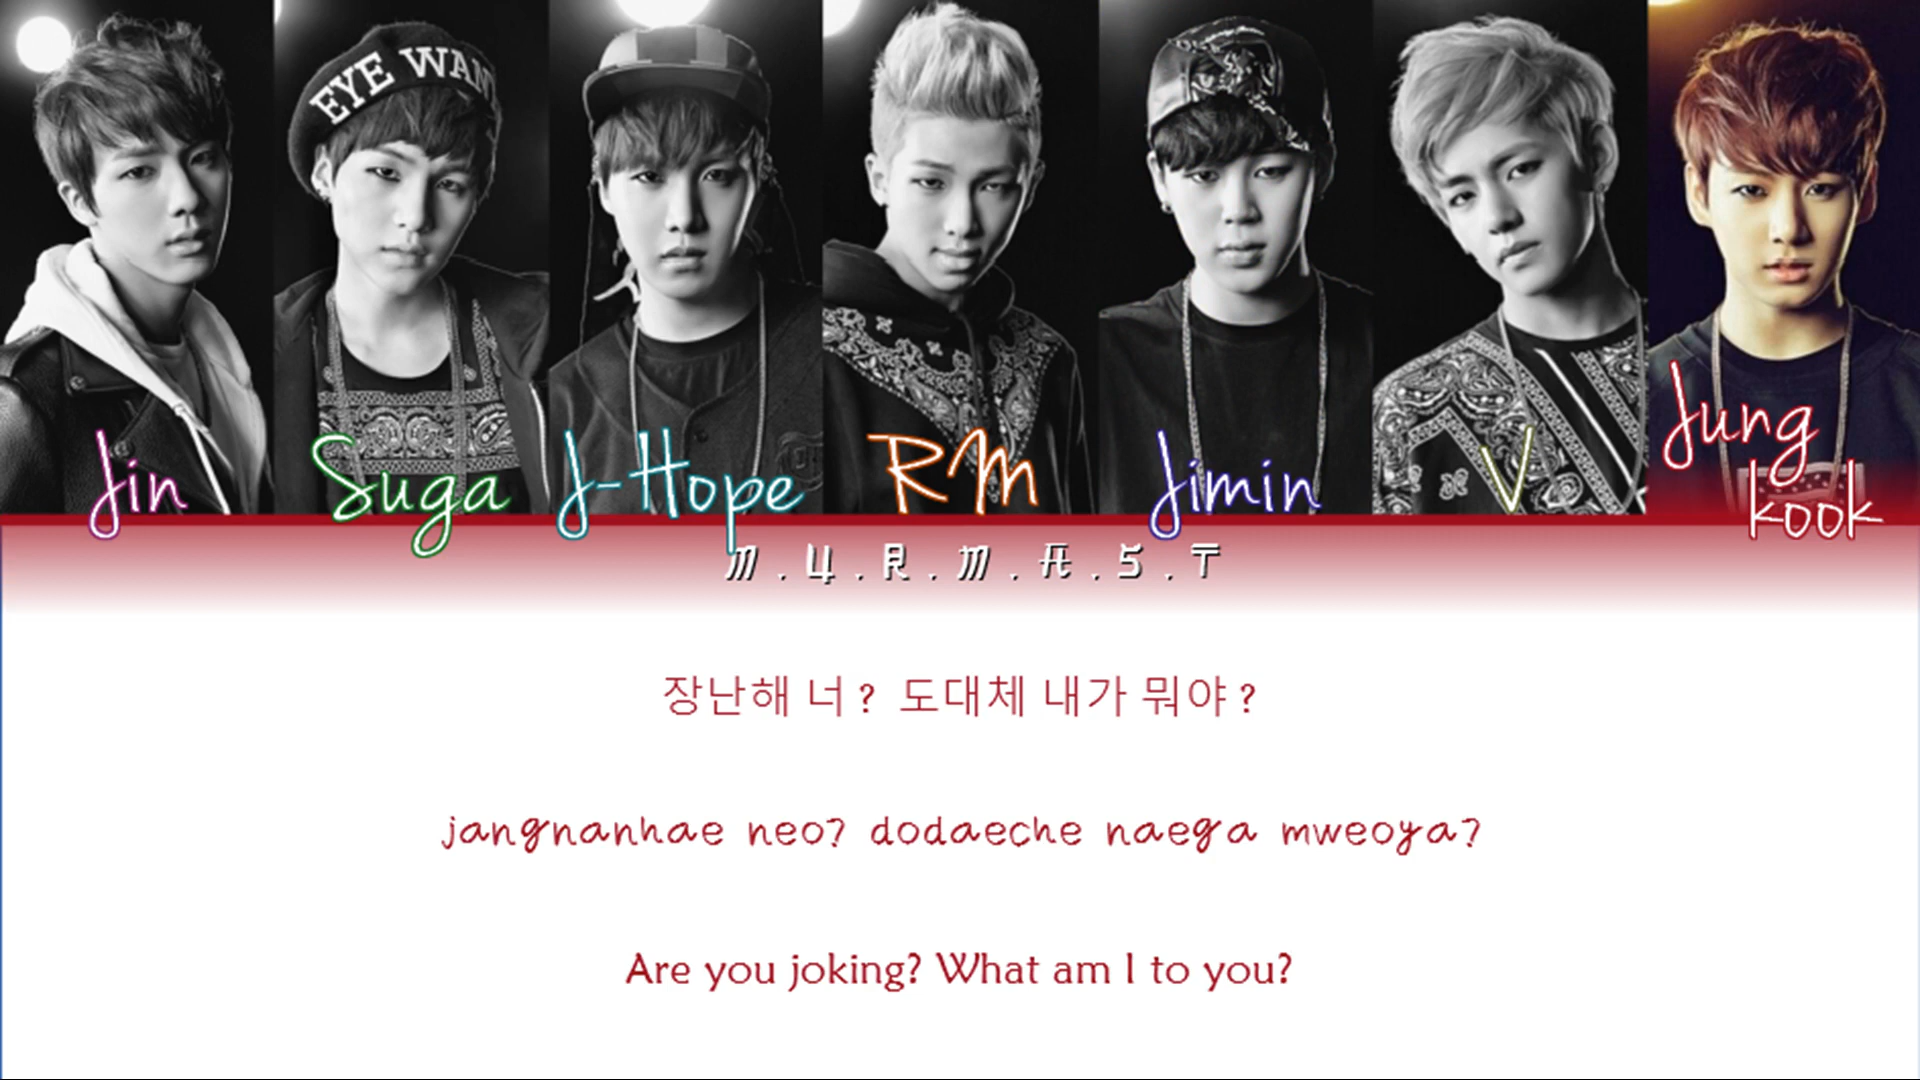 EYE WAN
Jin
Suga
J-Hope
RM
Jimin
V
Jung
kook
M.U.R.M.A.S.T
장난해 너? 도대체 내가 뭐야?
jangnanhae neo? dodaeche naega mweoya?
Are you joking? What am I to you?